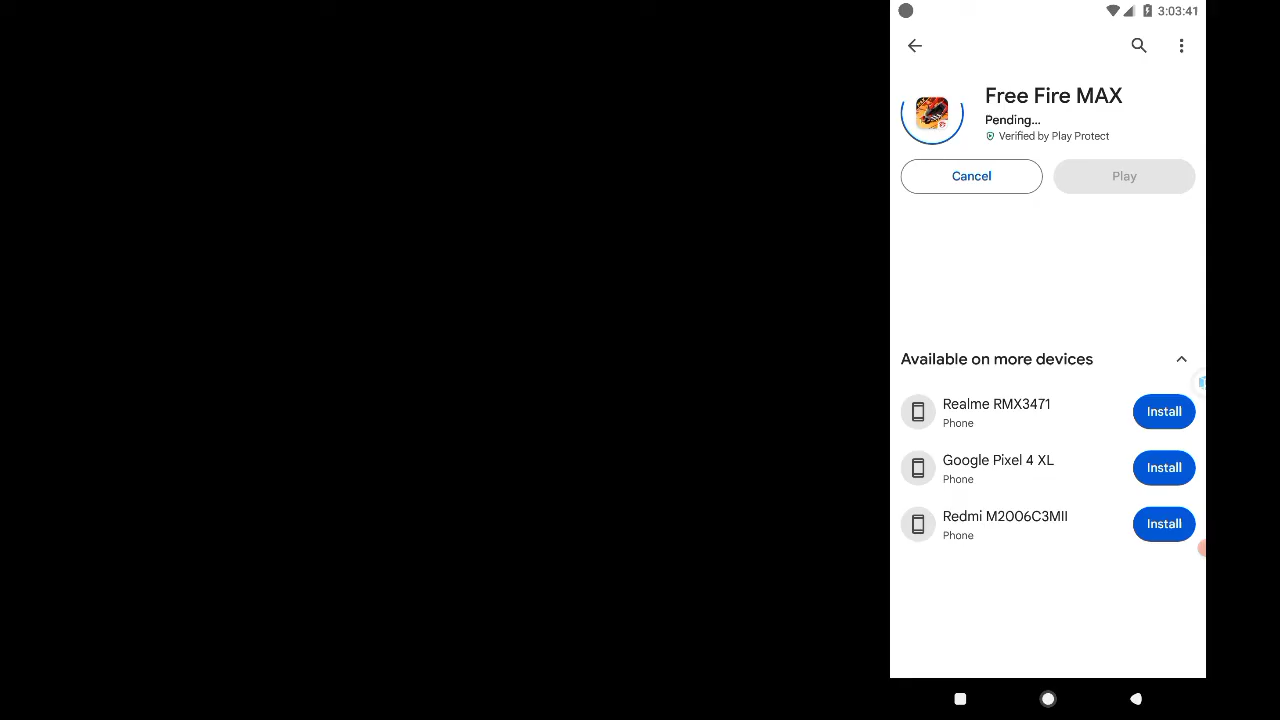 3:03:41
Free Fire MAX
Pending...
Verified by Play Protect
Cancel
Play
Available on more devices
Realme RMX3471
Phone
Install
Google Pixel 4 XL
Phone
Install
Redmi M2006C3MII
Phone
Install